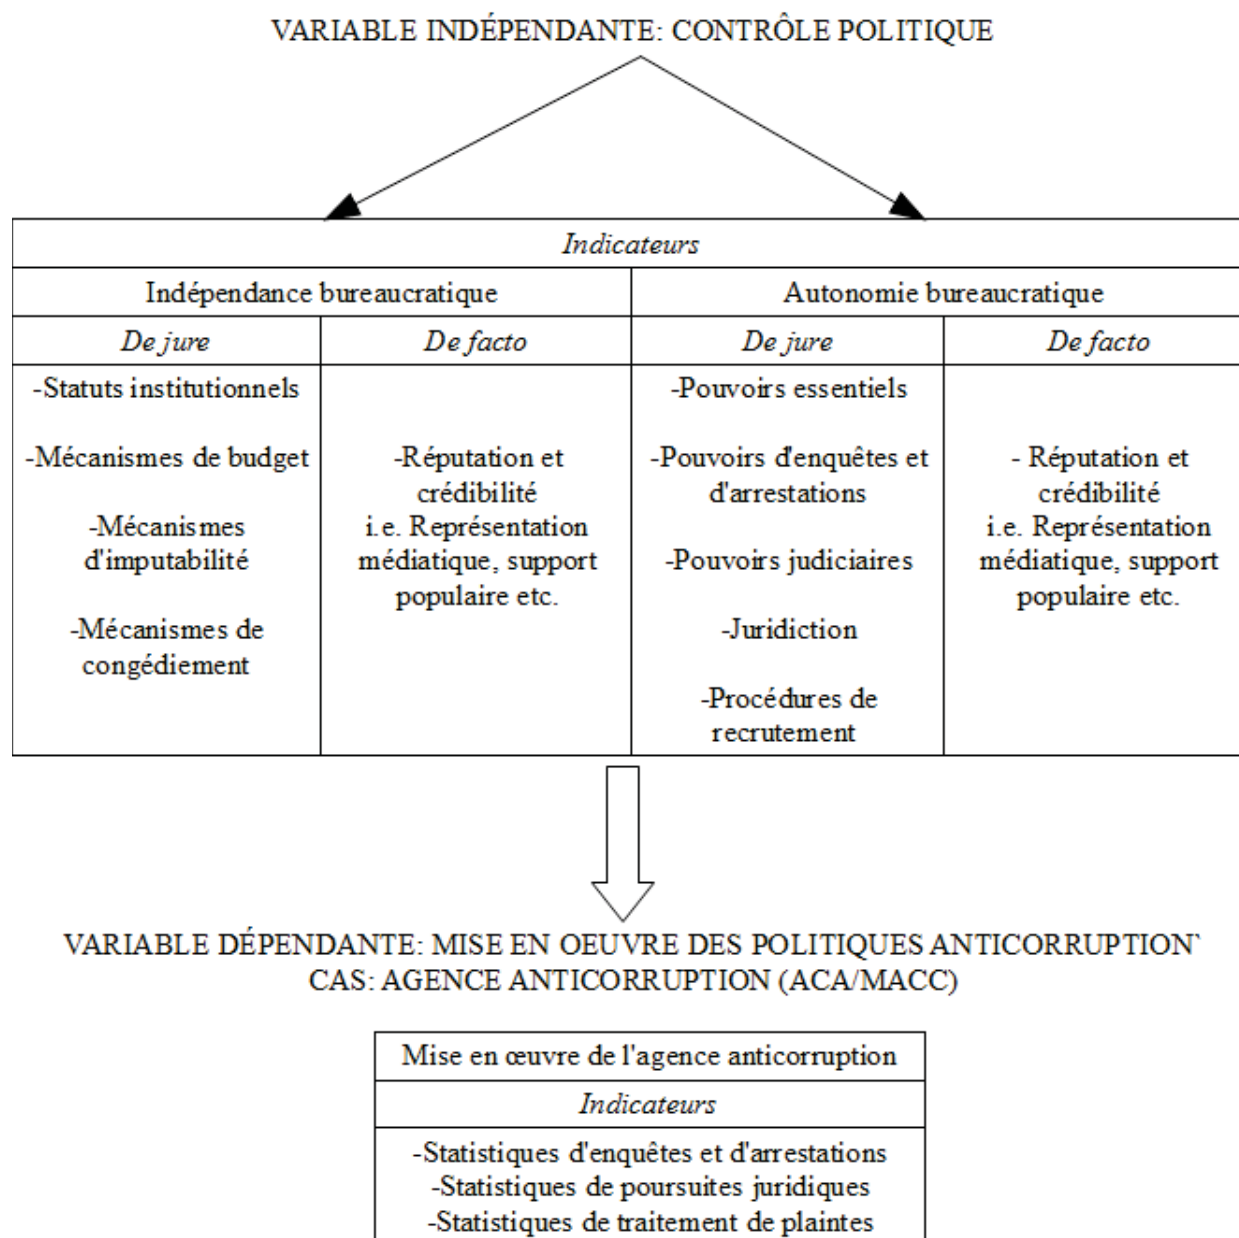 VARIABLE INDÉPENDANTE: CONTRÔLE POLITIQUE
Indicateurs
Indépendance bureaucratique
Autonomie bureaucratique
De jure
De facto
De jure
De facto
-Statuts institutionnels
-Mécanismes de budget
-Mécanismes
d'imputabilité
-Mécanismes de
congédiement
-Réputation et
crédibilité
i.e. Représentation
médiatique, support
populaire etc.
-Pouvoirs essentiels
-Pouvoirs d'enquêtes et
d'arrestations
-Pouvoirs judiciaires
-Juridiction
-Procédures de
recrutement
- Réputation et
crédibilité
i.e. Représentation
médiatique, support
populaire etc.
VARIABLE DÉPENDANTE: MISE EN OEUVRE DES POLITIQUES ANTICORRUPTION`
CAS: AGENCE ANTICORRUPTION (ACA/MACC)
Mise en œuvre de l'agence anticorruption
Indicateurs
-Statistiques d'enquêtes et d'arrestations
-Statistiques de poursuites juridiques
-Statistiques de traitement de plaintes